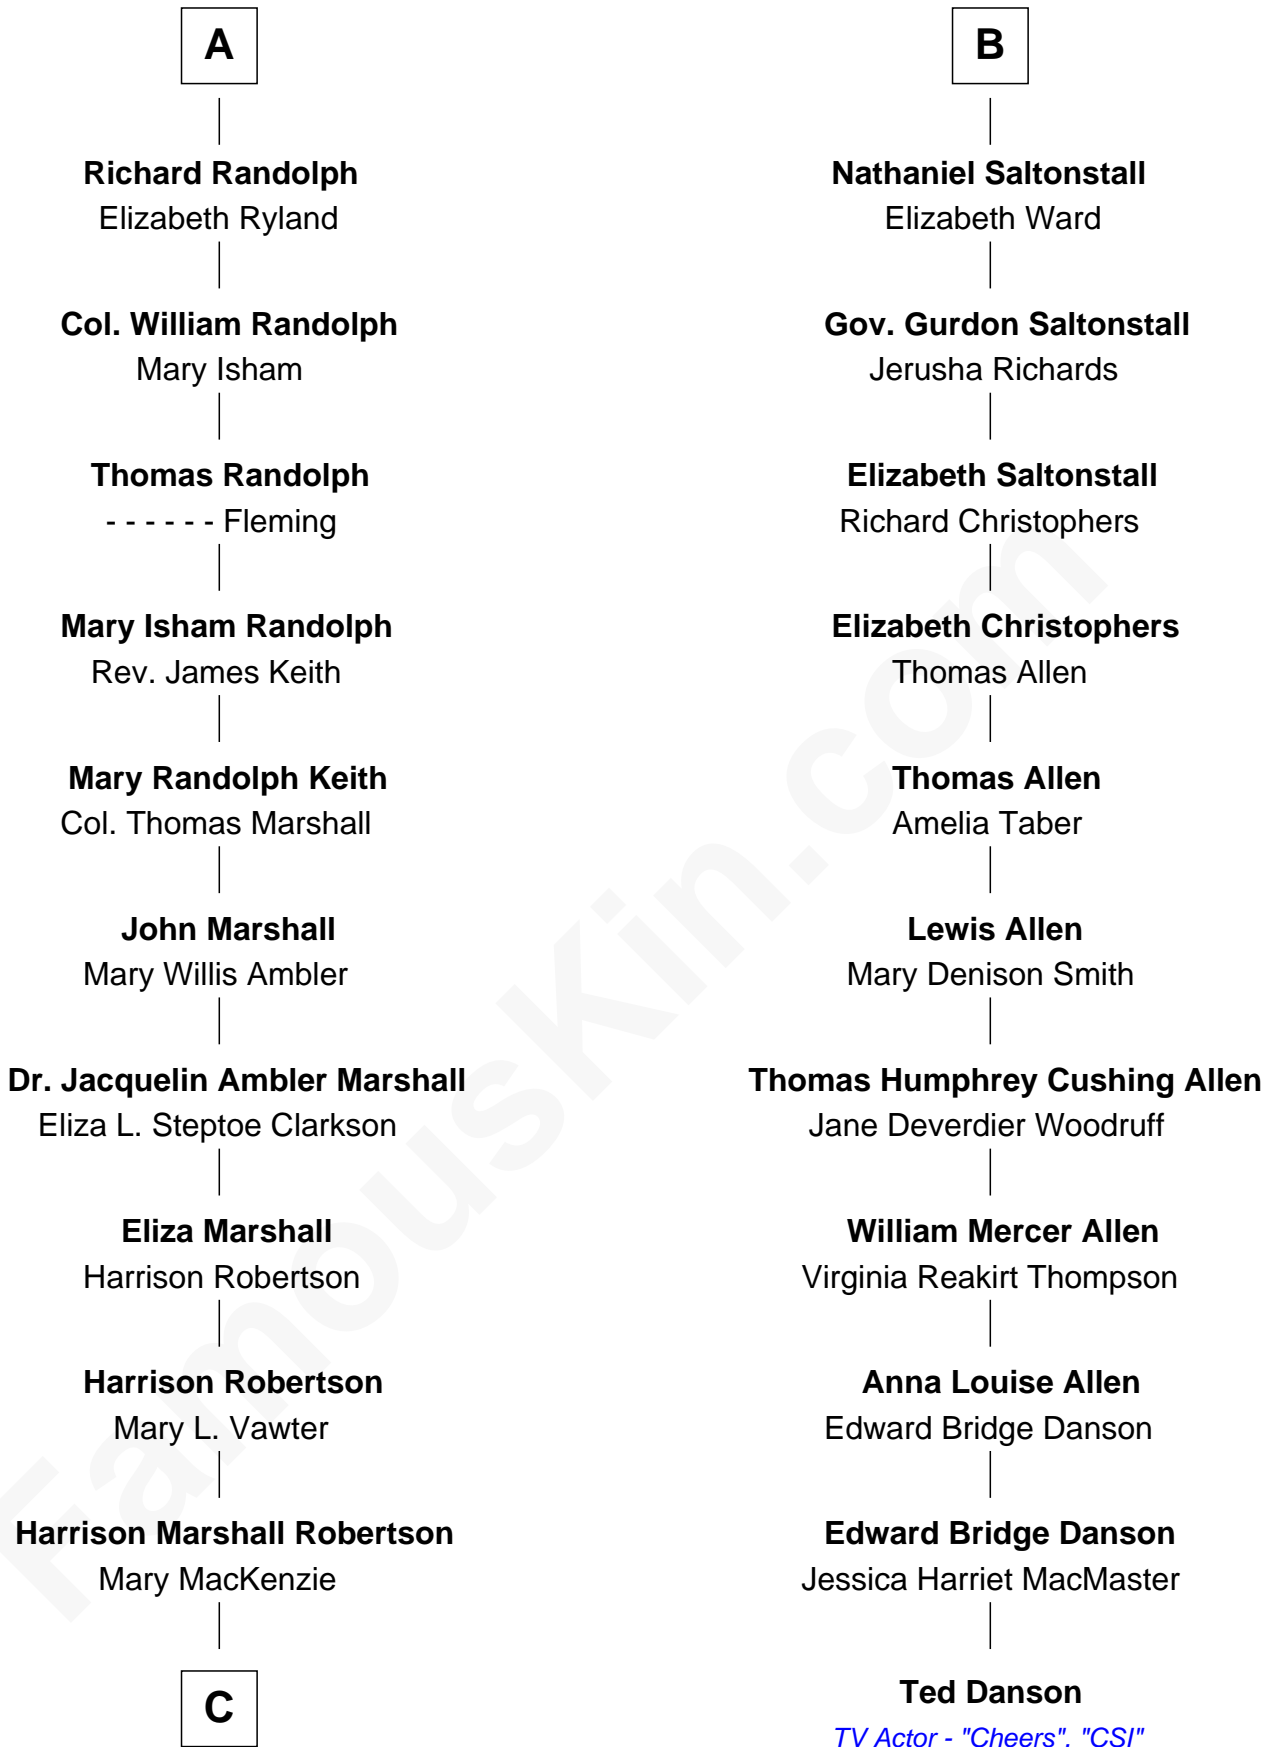 A
Richard Randolph
Elizabeth Ryland
Col. William Randolph
Mary Isham
Thomas Randolph
- - - - - - Fleming
Mary Isham Randolph
Rev. James Keith
Mary Randolph Keith
Col. Thomas Marshall
John Marshall
Mary Willis Ambler
Dr. Jacquelin Ambler Marshall
Eliza L. Steptoe Clarkson
Eliza Marshall
Harrison Robertson
Harrison Robertson
Mary L. Vawter
Harrison Marshall Robertson
Mary MacKenzie
C
B
Nathaniel Saltonstall
Elizabeth Ward
Gov. Gurdon Saltonstall
Jerusha Richards
Elizabeth Saltonstall
Richard Christophers
Elizabeth Christophers
Thomas Allen
Thomas Allen
Amelia Taber
Lewis Allen
Mary Denison Smith
Thomas Humphrey Cushing Allen
Jane Deverdier Woodruff
William Mercer Allen
Virginia Reakirt Thompson
Anna Louise Allen
Edward Bridge Danson
Edward Bridge Danson
Jessica Harriet MacMaster
Ted Danson
TV Actor - "Cheers", "CSI"
FamousKin.com